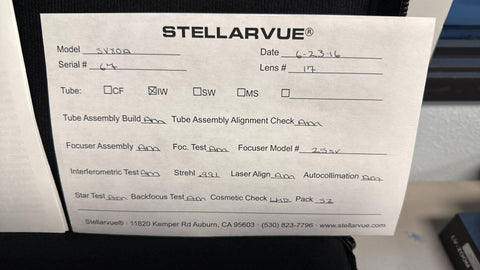 STELLARVUE®
Model SV80A Date 6-23-16
Serial # 67 Lens # 17
Tube: ☐CF ☒IW ☐SW ☐MS ☐
Tube Assembly Build Am Tube Assembly Alignment Check Am
Focuser Assembly Am Foc. Test Am Focuser Model # 25SV
Interferometric Test Am Strehl .991 Laser Align Am Autocollimation Am
Star Test Am Backfocus Test Am Cosmetic Check Pack
Stellarvue® · 11820 Kemper Rd Auburn, CA 95603 · (530) 823-7796 · www.stellarvue.com